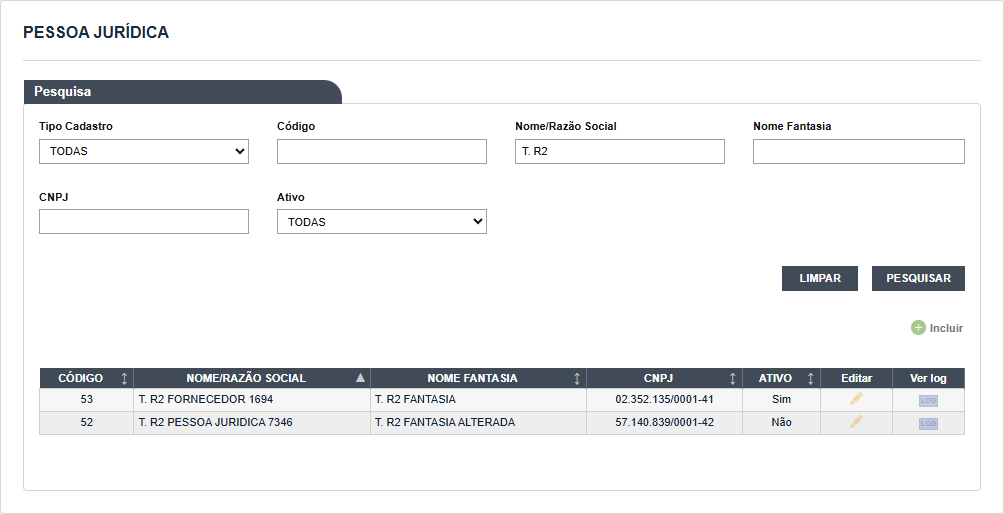 PESSOA JURÍDICA
Pesquisa
Tipo Cadastro Código Nome/Razão Social Nome Fantasia
TODAS T. R2
CNPJ Ativo
TODAS
LIMPAR PESQUISAR
Incluir
CÓDIGO NOME/RAZÃO SOCIAL NOME FANTASIA CNPJ ATIVO Editar Ver log
53 T. R2 FORNECEDOR 1694 T. R2 FANTASIA 02.352.135/0001-41 Sim LOG
52 T. R2 PESSOA JURIDICA 7346 T. R2 FANTASIA ALTERADA 57.140.839/0001-42 Não LOG